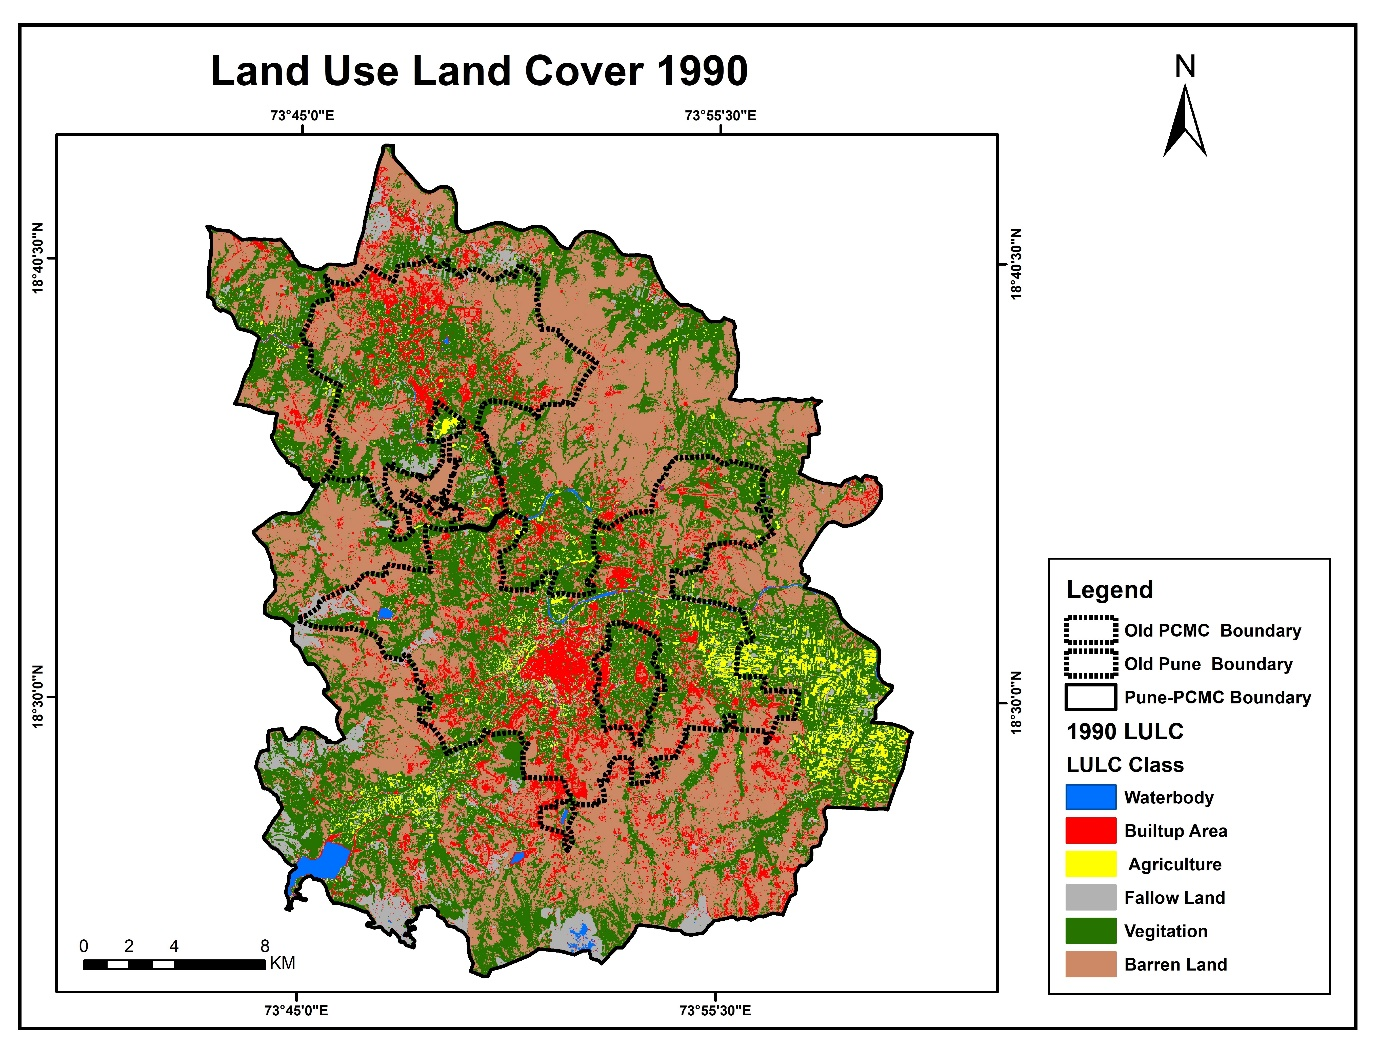 Land Use Land Cover 1990
N
73°45'0"E
73°55'30"E
18°40'30"N
18°40'30"N
18°30'0"N
18°30'0"N
Legend
Old PCMC Boundary
Old Pune Boundary
Pune-PCMC Boundary
1990 LULC
LULC Class
Waterbody
Builtup Area
Agriculture
Fallow Land
Vegitation
Barren Land
0 2 4 8
KM
73°45'0"E
73°55'30"E